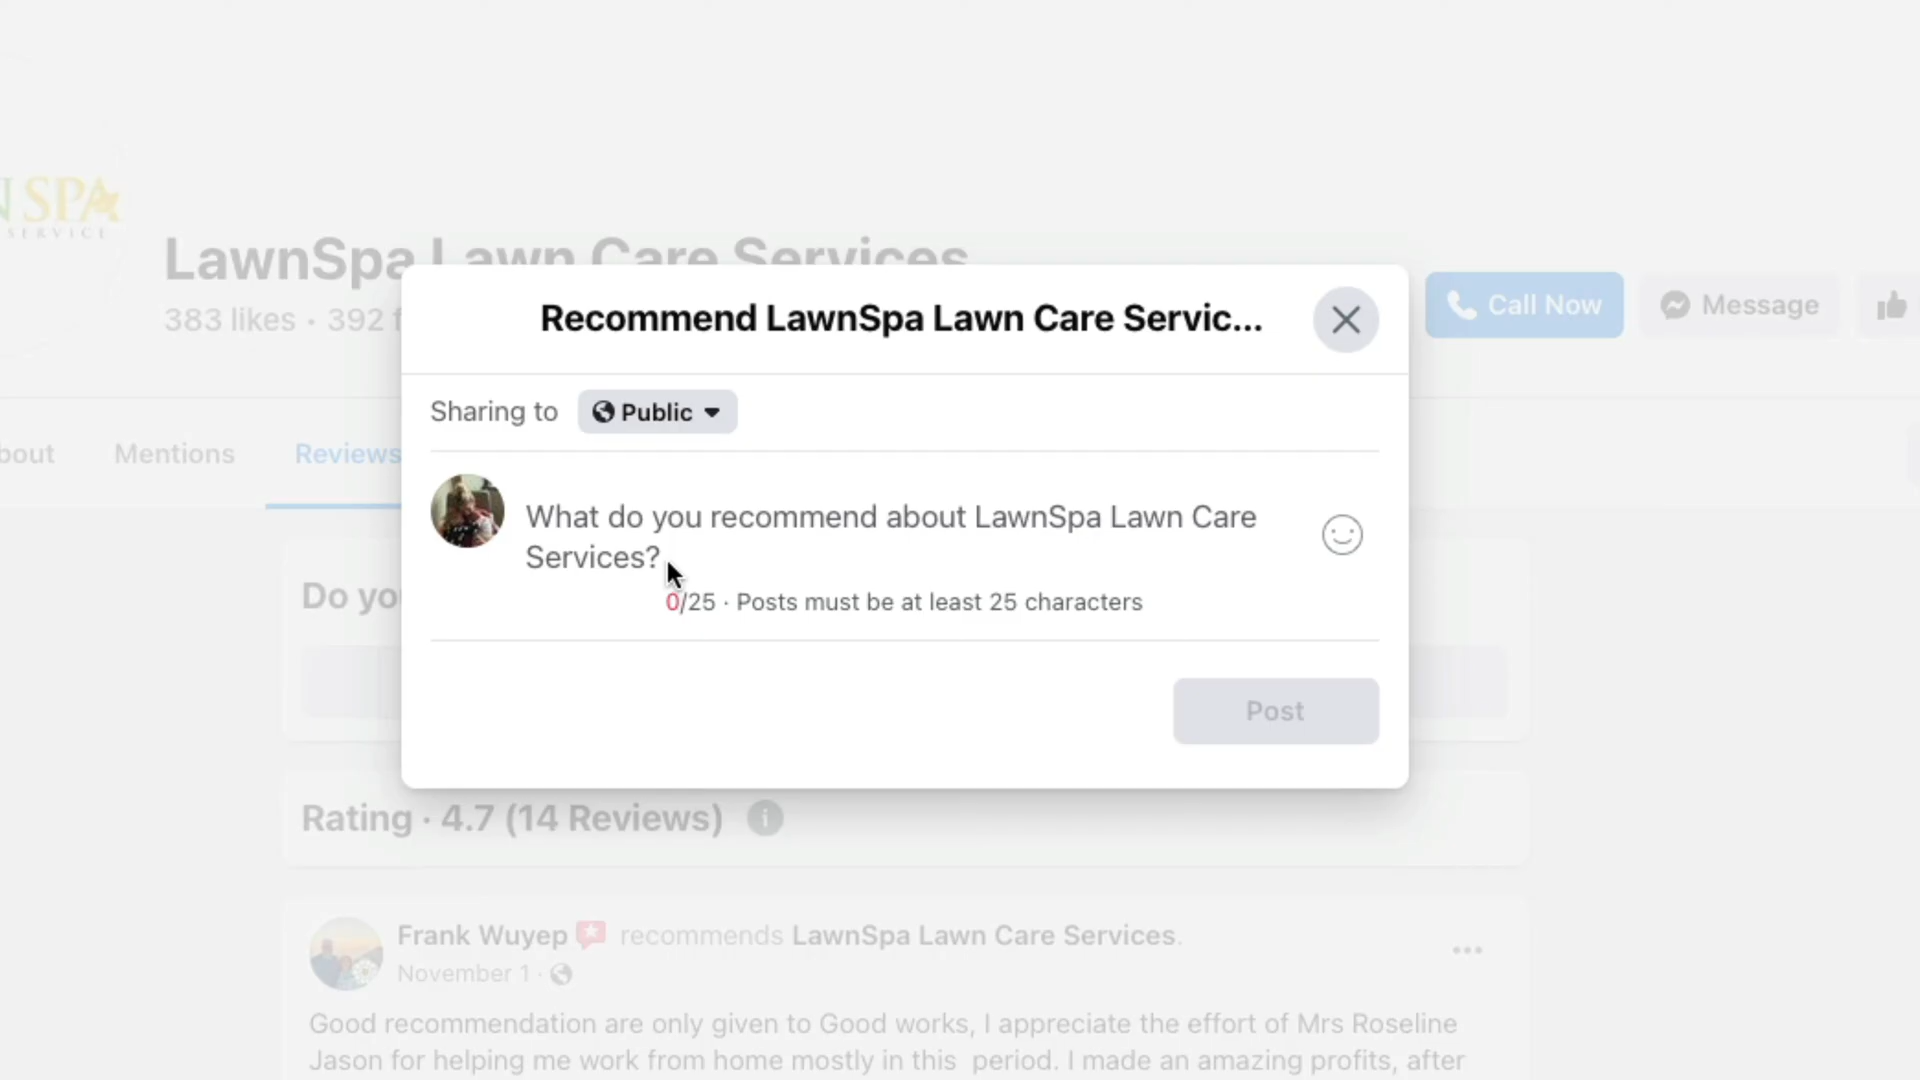 N SPA
SERVICE
LawnSpa Lawn Care Services
383 likes · 392 f
Call Now
Message
bout
Mentions
Reviews
Recommend LawnSpa Lawn Care Servic...
Sharing to
Public
What do you recommend about LawnSpa Lawn Care
Services?
0/25 · Posts must be at least 25 characters
Post
Do yo
Rating · 4.7 (14 Reviews)
Frank Wuyep recommends LawnSpa Lawn Care Services.
November 1 ·
Good recommendation are only given to Good works, I appreciate the effort of Mrs Roseline
Jason for helping me work from home mostly in this period. I made an amazing profits, after